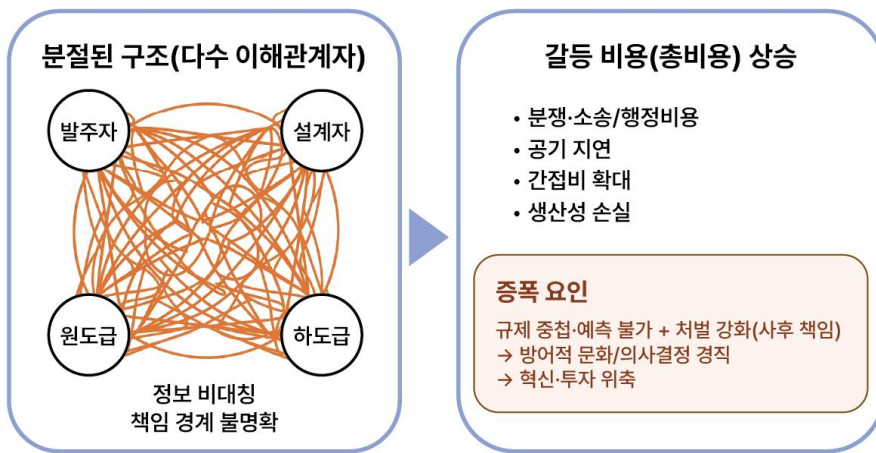 분절된 구조(다수 이해관계자)
발주자
설계자
원도급
하도급
정보 비대칭
책임 경계 불명확
갈등 비용(총비용) 상승
• 분쟁·소송/행정비용
• 공기 지연
• 간접비 확대
• 생산성 손실
증폭 요인
규제 중첩·예측 불가 + 처벌 강화(사후 책임)
→ 방어적 문화/의사결정 경직
→ 혁신·투자 위축